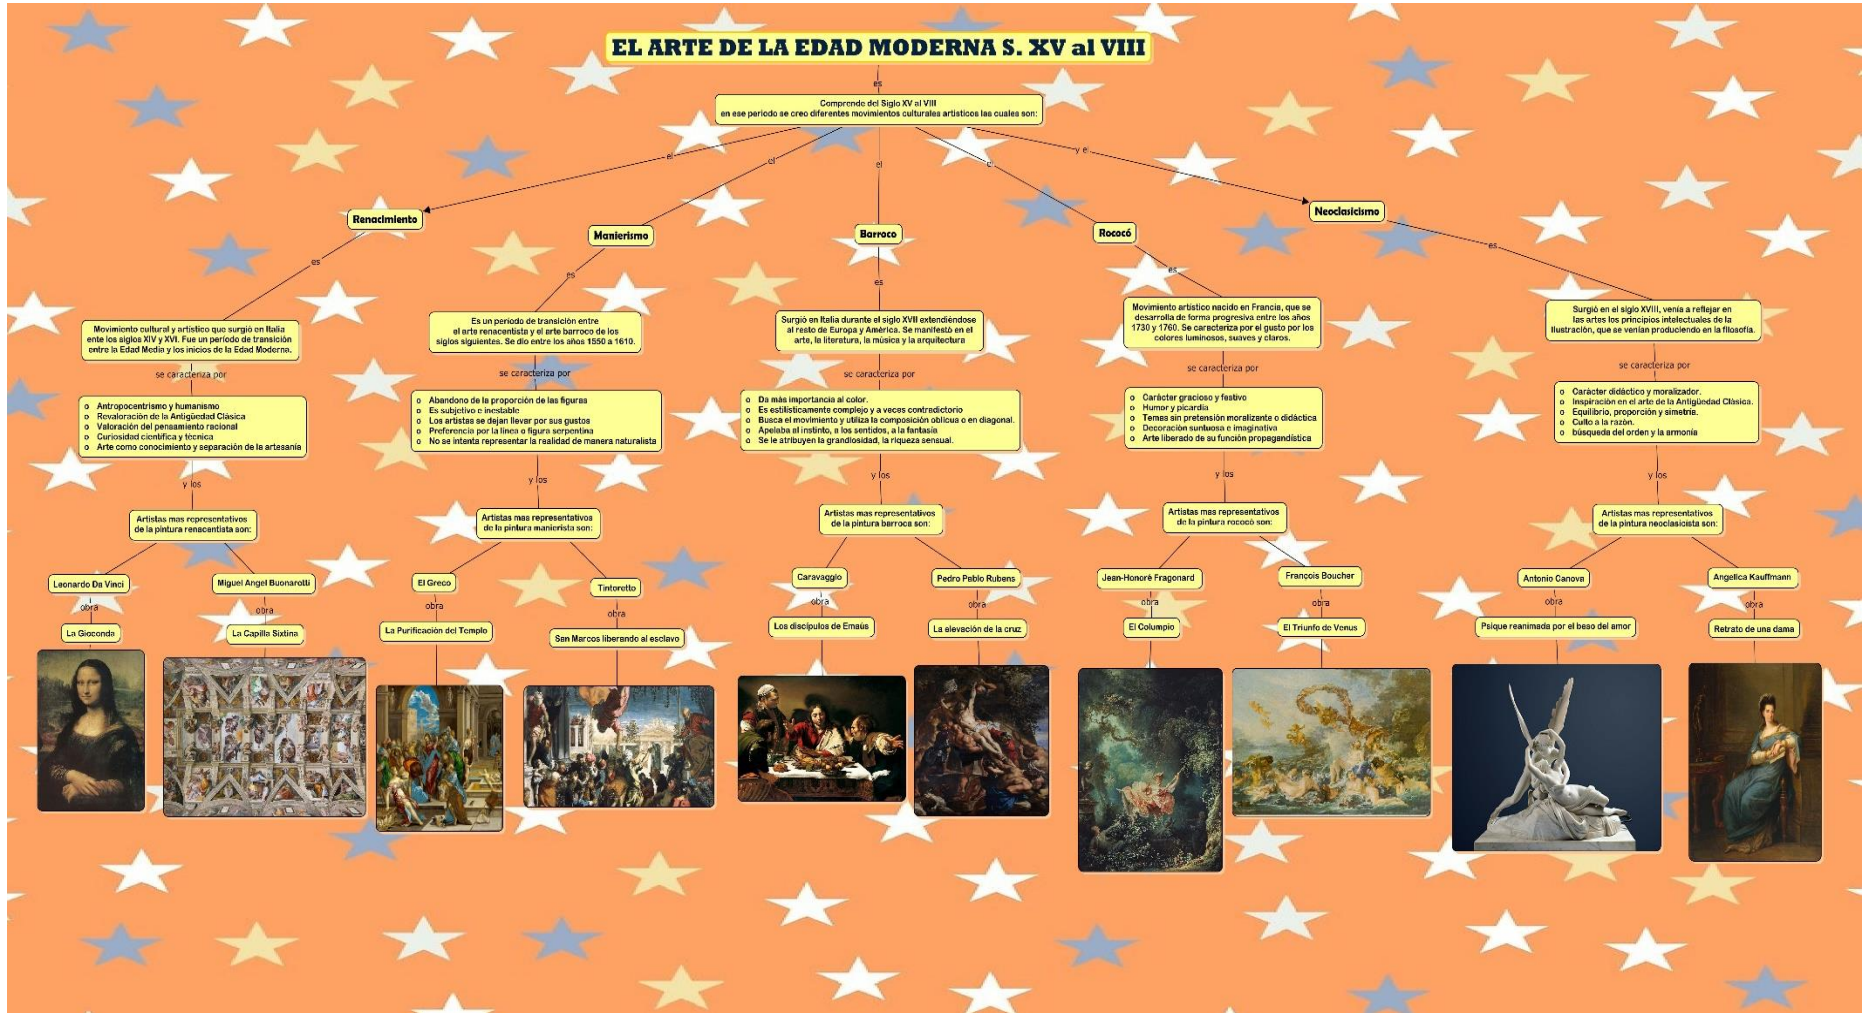 EL ARTE DE LA EDAD MODERNA S. XV al VIII
es
Comprende del Siglo XV al VIII
en ese periodo se creo diferentes movimientos culturales artísticos las cuales son:
el
el
el
el
y el
Renacimiento
Manierismo
Barroco
Rococó
Neoclasicismo
es
es
es
es
es
Movimiento cultural y artístico que surgió en Italia
ente los siglos XIV y XVI. Fue un período de transición
entre la Edad Media y los inicios de la Edad Moderna.
Es un período de transición entre
el arte renacentista y el arte barroco de los
siglos siguientes. Se dio entre los años 1550 a 1610.
Surgió en Italia durante el siglo XVII extendiéndose
al resto de Europa y América. Se manifestó en el
arte, la literatura, la música y la arquitectura
Movimiento artístico nacido en Francia, que se
desarrolla de forma progresiva entre los años
1730 y 1760. Se caracteriza por el gusto por los
colores luminosos, suaves y claros.
Surgió en el siglo XVIII, venía a reflejar en
las artes los principios intelectuales de la
Ilustración, que se venían produciendo en la filosofía.
se caracteriza por
se caracteriza por
se caracteriza por
se caracteriza por
se caracteriza por
o Antropocentrismo y humanismo
o Revaloración de la Antigüedad Clásica
o Valoración del pensamiento racional
o Curiosidad científica y técnica
o Arte como conocimiento y separación de la artesanía
o Abandono de la proporción de las figuras
o Es subjetivo e inestable
o Los artistas se dejan llevar por sus gustos
o Preferencia por la línea o figura serpentina
o No se intenta representar la realidad de manera naturalista
o Da más importancia al color.
o Es estilísticamente complejo y a veces contradictorio
o Busca el movimiento y utiliza la composición oblicua o en diagonal.
o Apelaba al instinto, a los sentidos, a la fantasía
o Se le atribuyen la grandiosidad, la riqueza sensual.
o Carácter gracioso y festivo
o Humor y picardía
o Temas sin pretensión moralizante o didáctica
o Decoración suntuosa e imaginativa
o Arte liberado de su función propagandística
o Carácter didáctico y moralizador.
o Inspiración en el arte de la Antigüedad Clásica.
o Equilibrio, proporción y simetría.
o Culto a la razón.
o búsqueda del orden y la armonía
y los
y los
y los
y los
y los
Artistas mas representativos
de la pintura renacentista son:
Artistas mas representativos
de la pintura manierista son:
Artistas mas representativos
de la pintura barroca son:
Artistas mas representativos
de la pintura rococó son:
Artistas mas representativos
de la pintura neoclasicista son:
Leonardo Da Vinci
Miguel Angel Buonarotti
El Greco
Tintoretto
Caravaggio
Pedro Pablo Rubens
Jean-Honoré Fragonard
François Boucher
Antonio Canova
Angelica Kauffmann
obra
obra
obra
obra
obra
obra
obra
obra
obra
obra
La Gioconda
La Capilla Sixtina
La Purificación del Templo
San Marcos liberando al esclavo
Los discípulos de Emaús
La elevación de la cruz
El Columpio
El Triunfo de Venus
Psique reanimada por el beso del amor
Retrato de una dama